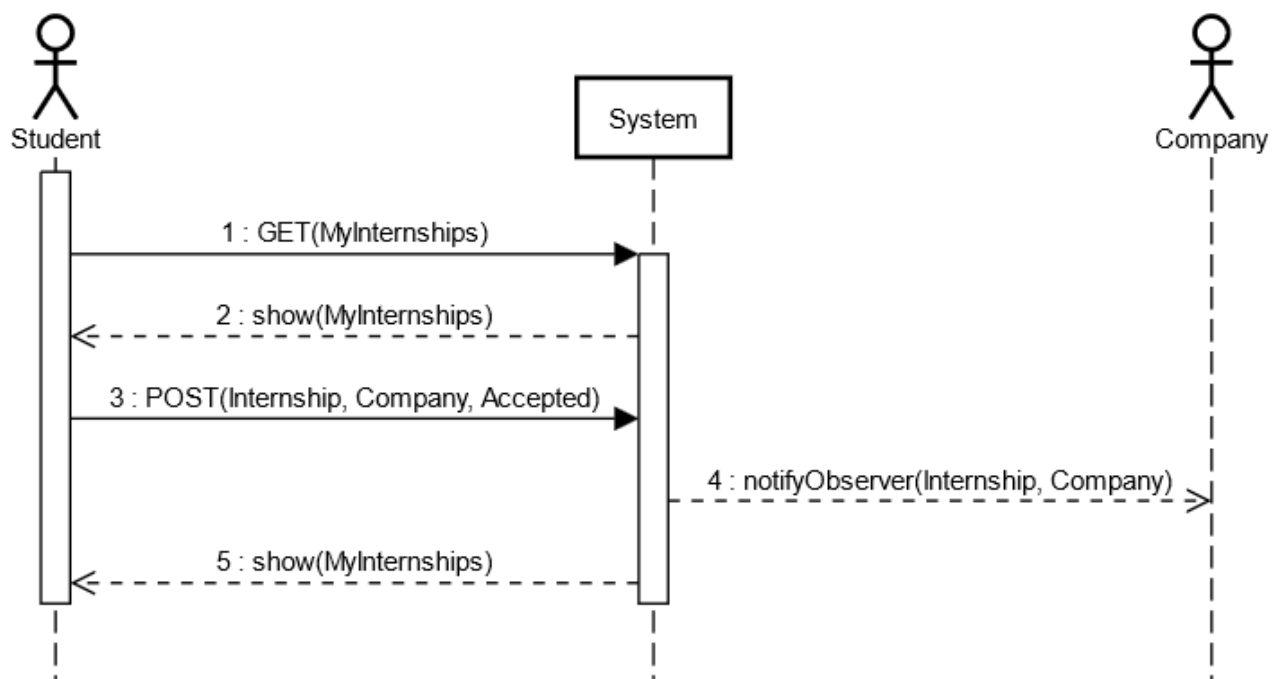 Student
System
Company
1 : GET(MyInternships)
2 : show(MyInternships)
3 : POST(Internship, Company, Accepted)
4 : notifyObserver(Internship, Company)
5 : show(MyInternships)